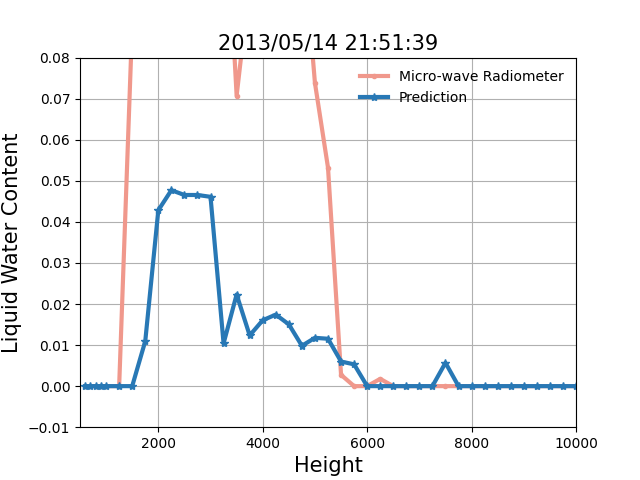 2013/05/14 21:51:39
Micro-wave Radiometer
Prediction
Liquid Water Content
0.08
0.07
0.06
0.05
0.04
0.03
0.02
0.01
0.00
−0.01
2000 4000 6000 8000 10000
Height